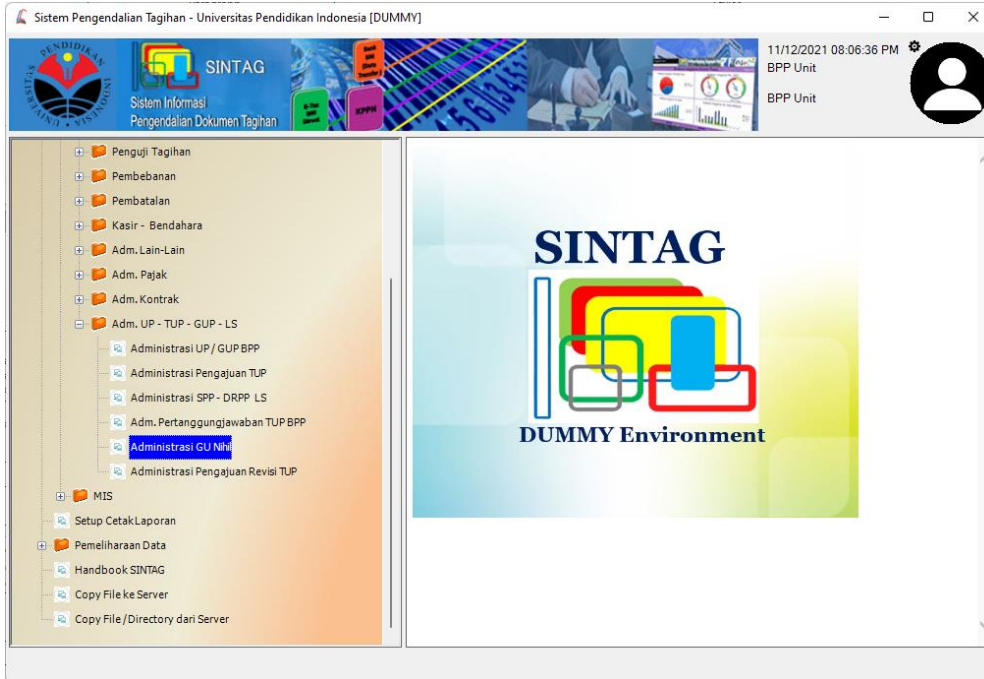 Sistem Pengendalian Tagihan - Universitas Pendidikan Indonesia [DUMMY]
SINTAG
Sistem Informasi
Pengendalian Dokumen Tagihan
KPPN
11/12/2021 08:06:36 PM
BPP Unit
BPP Unit
Penguji Tagihan
Pembebanan
Pembatalan
Kasir - Bendahara
Adm. Lain-Lain
Adm. Pajak
Adm. Kontrak
Adm. UP - TUP - GUP - LS
Administrasi UP / GUP BPP
Administrasi Pengajuan TUP
Administrasi SPP - DRPP LS
Adm. Pertanggungjawaban TUP BPP
Administrasi GU Nihil
Administrasi Pengajuan Revisi TUP
MIS
Setup Cetak Laporan
Pemeliharaan Data
Handbook SINTAG
Copy File ke Server
Copy File / Directory dari Server
SINTAG
DUMMY Environment